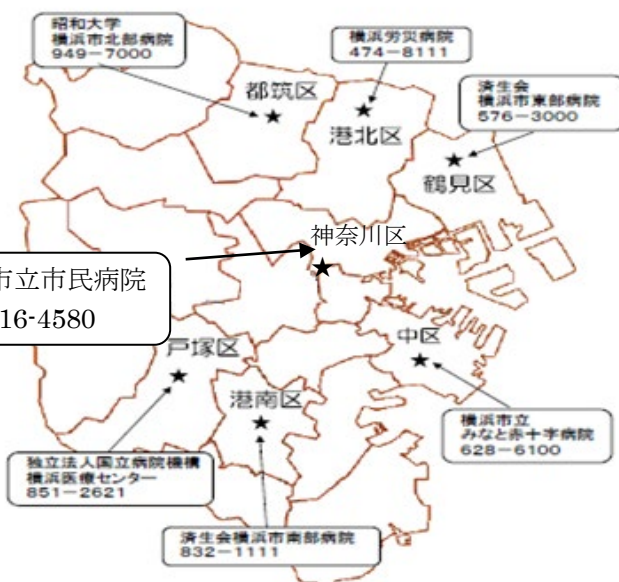 昭和大学
横浜市北部病院
949－7000
横浜労災病院
474－8111
済生会
横浜市東部病院
576－3000
都筑区
港北区
鶴見区
神奈川区
市立市民病院
16-4580
戸塚区
港南区
中区
横浜市立
みなと赤十字病院
628－6100
独立法人国立病院機構
横浜医療センター
851－2621
済生会横浜市南部病院
832－1111